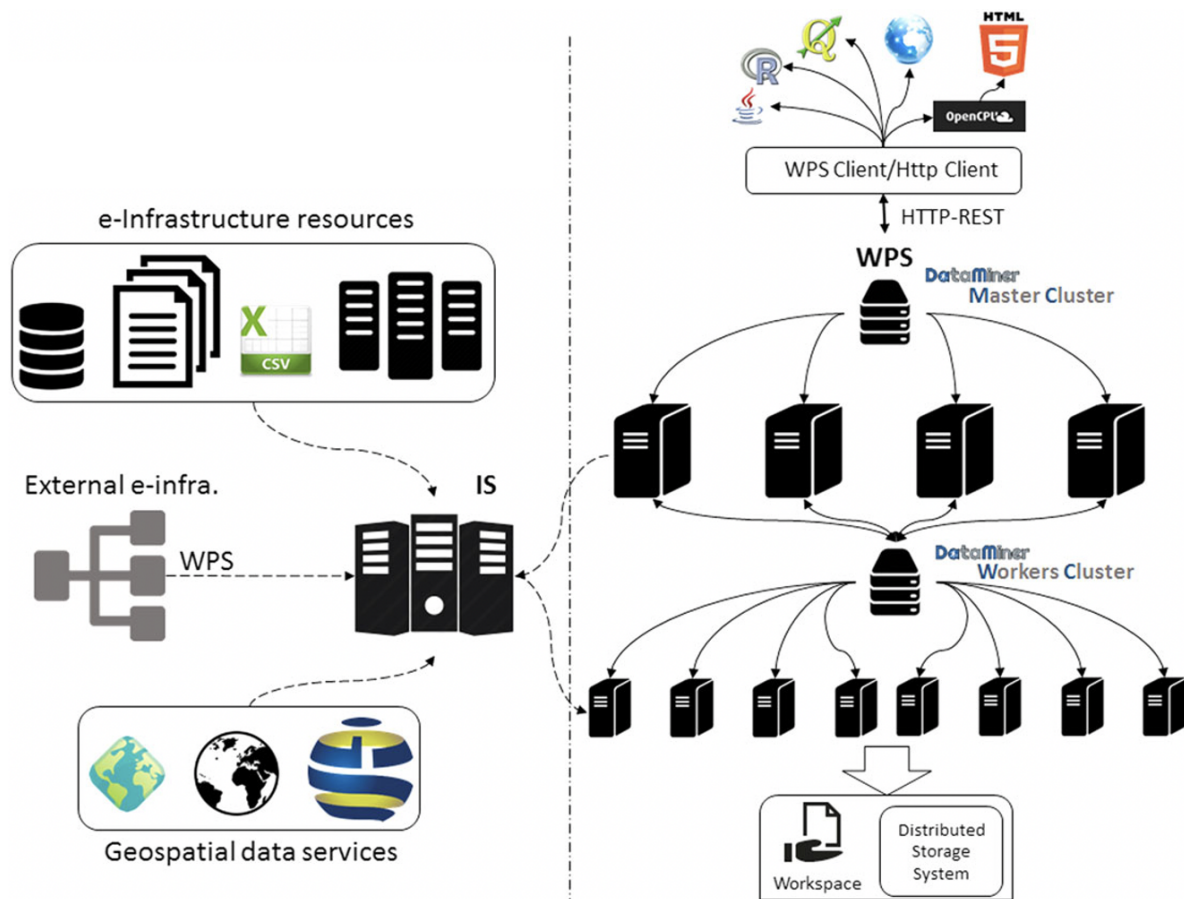 HTML
5
R
Q
OpenCPU
WPS Client/Http Client
HTTP-REST
WPS
DataMiner
Master Cluster
e-Infrastructure resources
X
CSV
External e-infra.
WPS
IS
DataMiner
Workers Cluster
Geospatial data services
Workspace
Distributed
Storage
System